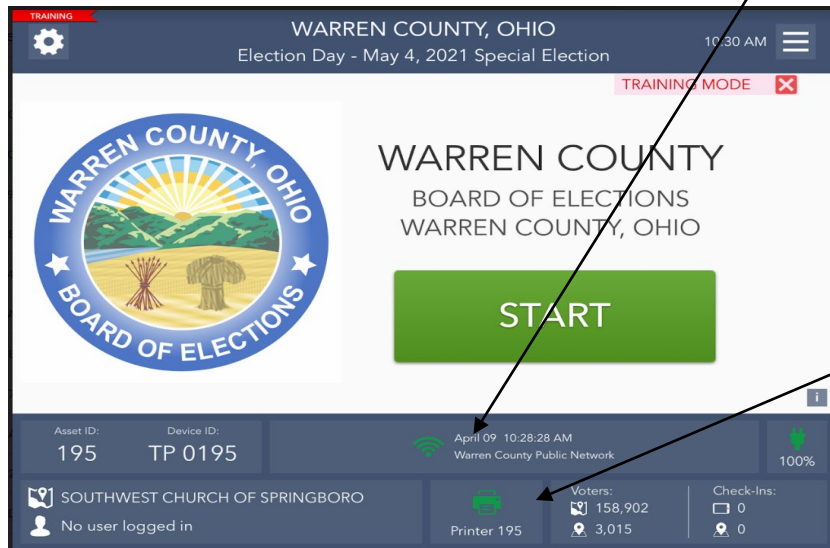 TRAINING
WARREN COUNTY, OHIO
Election Day - May 4, 2021 Special Election
10:30 AM
TRAINING MODE
WARREN COUNTY, OHIO
BOARD OF ELECTIONS
WARREN COUNTY
BOARD OF ELECTIONS
WARREN COUNTY, OHIO
START
i
Asset ID:
195
Device ID:
TP 0195
April 09 10:28:28 AM
Warren County Public Network
100%
SOUTHWEST CHURCH OF SPRINGBORO
No user logged in
Printer 195
Voters:
158,902
3,015
Check-Ins:
0
0